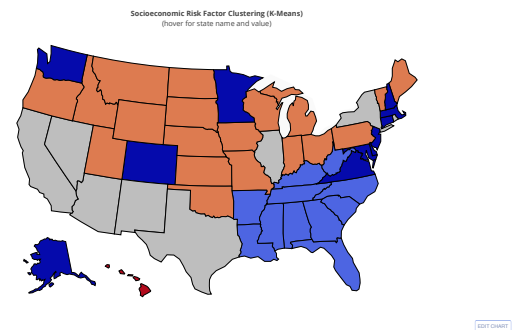 Socioeconomic Risk Factor Clustering (K-Means)
(hover for state name and value)
EDIT CHART